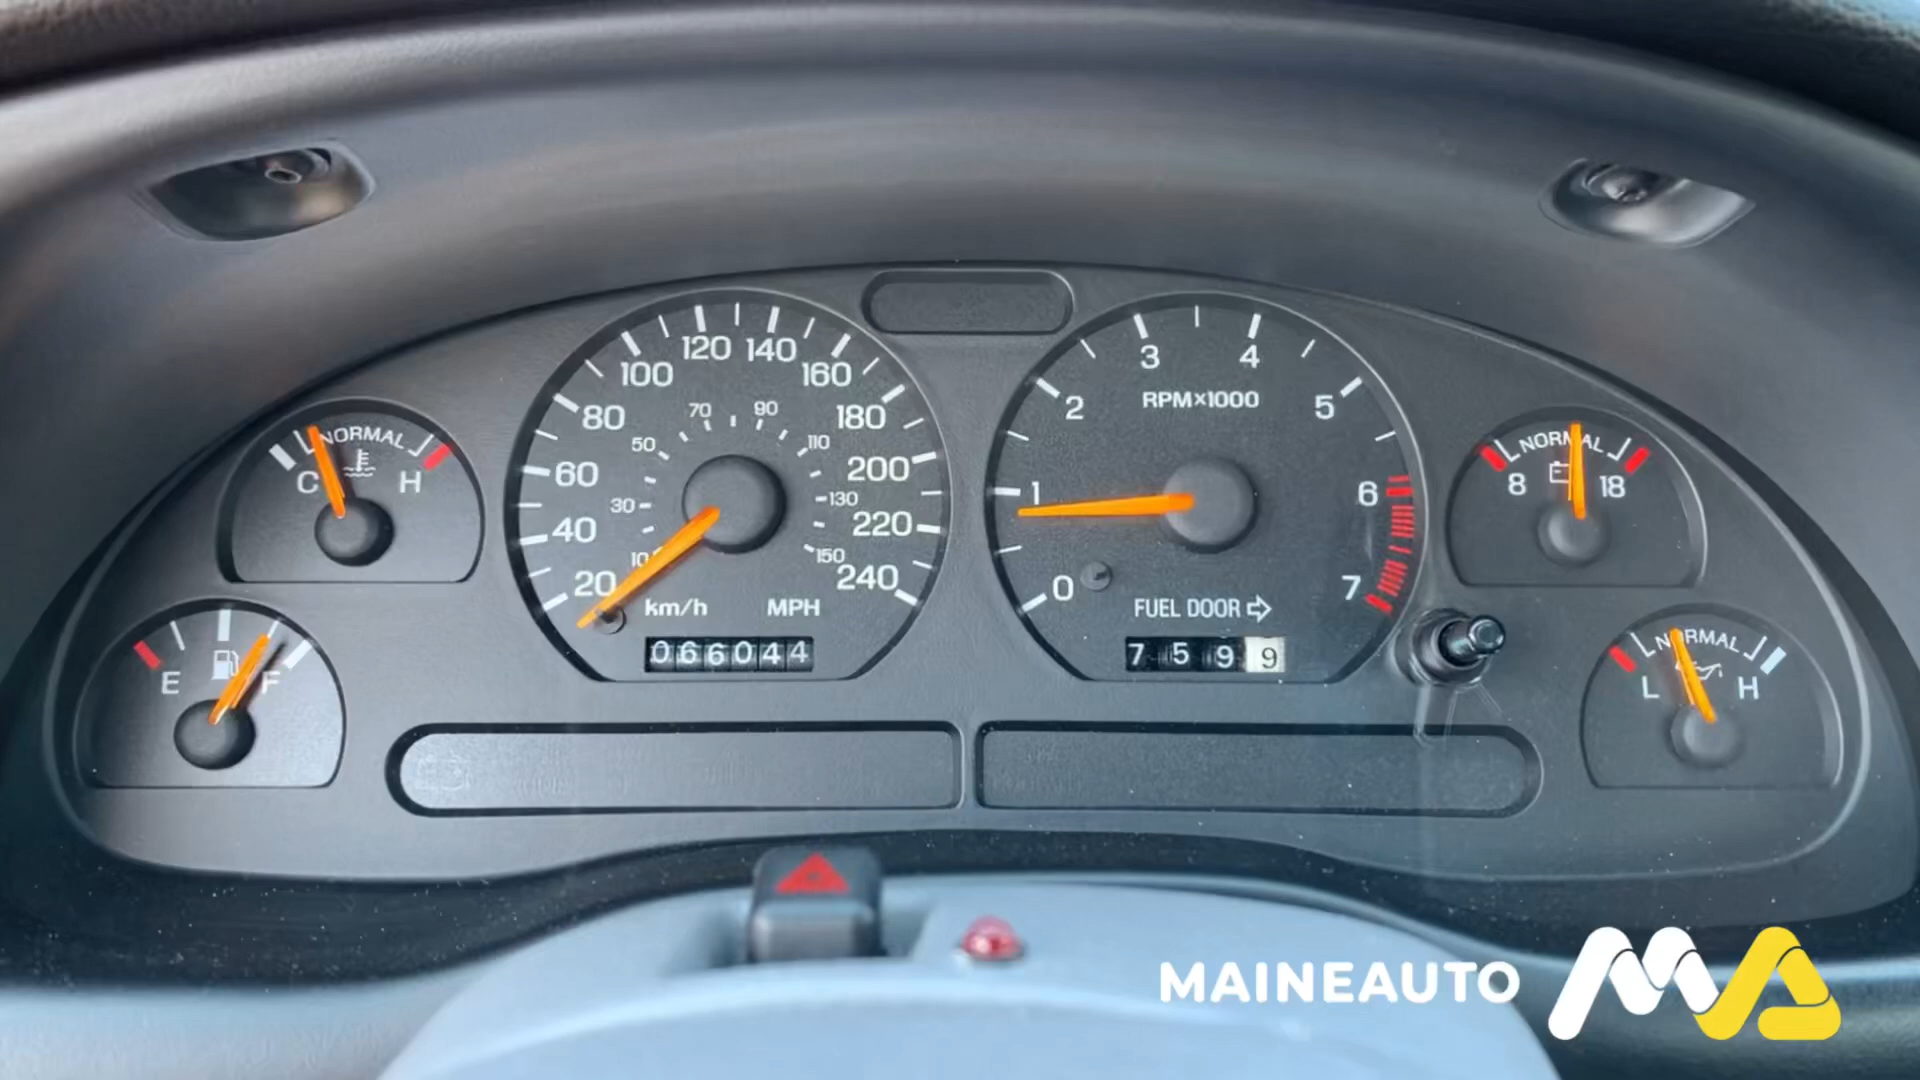 120 140
100 160
80 180
60 200
40 220
20 240
70 90
50 110
30 130
10 150
km/h MPH
066044
3 4
2 5
1 6
0 7
RPM×1000
FUEL DOOR
7599
NORMAL
C H
E F
NORMAL
8 18
NORMAL
L H
MAINEAUTO
MA